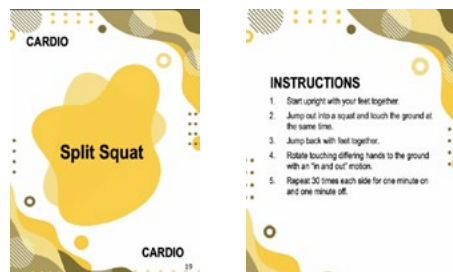 CARDIO
Split Squat
CARDIO
19
INSTRUCTIONS
1. Start upright with your feet together.
2. Jump out into a squat and touch the ground at
the same time.
3. Jump back with feet together.
4. Rotate touching differing hands to the ground
with an "in and out" motion.
5. Repeat 30 times each side for one minute on
and one minute off.